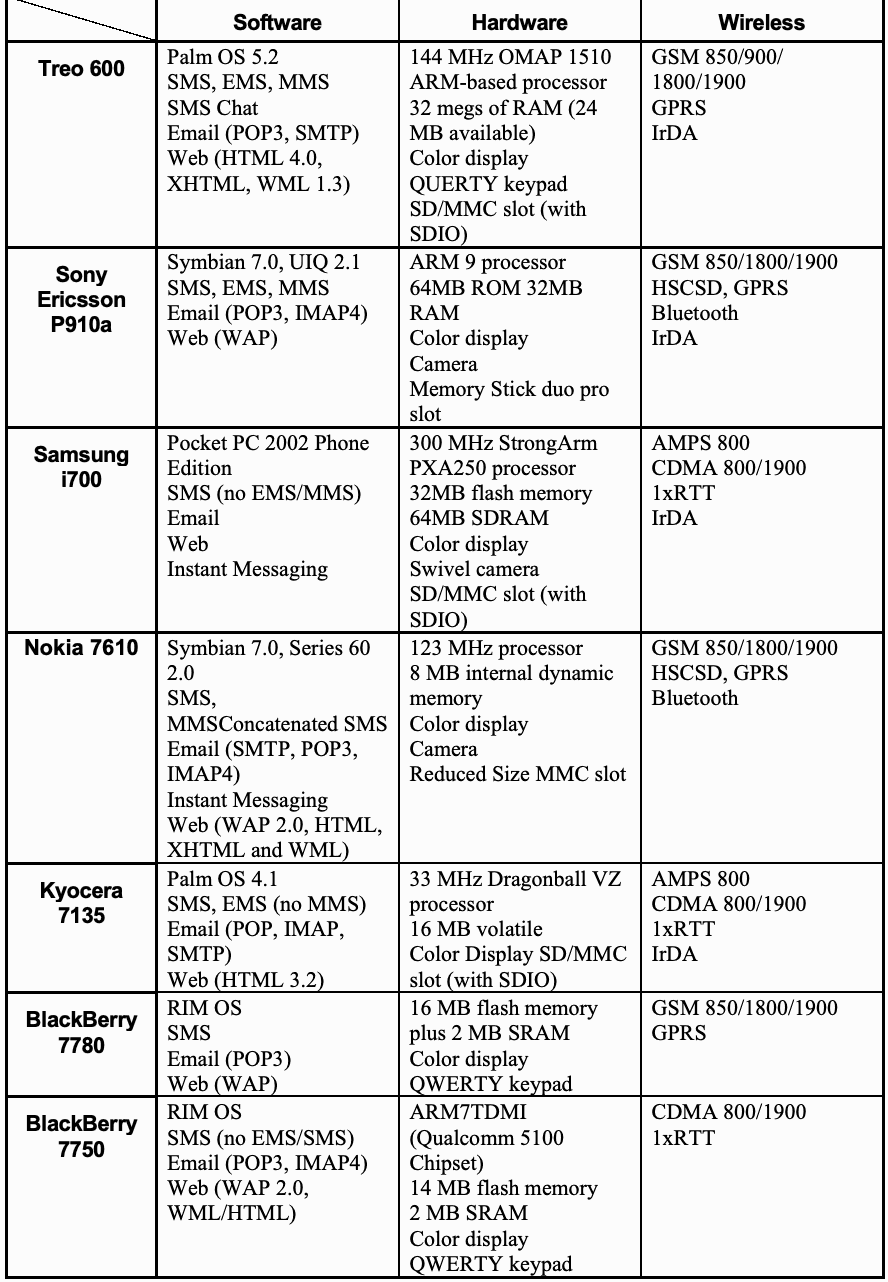 Software
Hardware
Wireless
Treo 600
Palm OS 5.2
SMS, EMS, MMS
SMS Chat
Email (POP3, SMTP)
Web (HTML 4.0,
XHTML, WML 1.3)
144 MHz OMAP 1510
ARM-based processor
32 megs of RAM (24
MB available)
Color display
QUERTY keypad
SD/MMC slot (with
SDIO)
GSM 850/900/
1800/1900
GPRS
IrDA
Sony
Ericsson
P910a
Symbian 7.0, UIQ 2.1
SMS, EMS, MMS
Email (POP3, IMAP4)
Web (WAP)
ARM 9 processor
64MB ROM 32MB
RAM
Color display
Camera
Memory Stick duo pro
slot
GSM 850/1800/1900
HSCSD, GPRS
Bluetooth
IrDA
Samsung
i700
Pocket PC 2002 Phone
Edition
SMS (no EMS/MMS)
Email
Web
Instant Messaging
300 MHz StrongArm
PXA250 processor
32MB flash memory
64MB SDRAM
Color display
Swivel camera
SD/MMC slot (with
SDIO)
AMPS 800
CDMA 800/1900
1xRTT
IrDA
Nokia 7610
Symbian 7.0, Series 60
2.0
SMS,
MMSConcatenated SMS
Email (SMTP, POP3,
IMAP4)
Instant Messaging
Web (WAP 2.0, HTML,
XHTML and WML)
123 MHz processor
8 MB internal dynamic
memory
Color display
Camera
Reduced Size MMC slot
GSM 850/1800/1900
HSCSD, GPRS
Bluetooth
Kyocera
7135
Palm OS 4.1
SMS, EMS (no MMS)
Email (POP, IMAP,
SMTP)
Web (HTML 3.2)
33 MHz Dragonball VZ
processor
16 MB volatile
Color Display SD/MMC
slot (with SDIO)
AMPS 800
CDMA 800/1900
1xRTT
IrDA
BlackBerry
7780
RIM OS
SMS
Email (POP3)
Web (WAP)
16 MB flash memory
plus 2 MB SRAM
Color display
QWERTY keypad
GSM 850/1800/1900
GPRS
BlackBerry
7750
RIM OS
SMS (no EMS/SMS)
Email (POP3, IMAP4)
Web (WAP 2.0,
WML/HTML)
ARM7TDMI
(Qualcomm 5100
Chipset)
14 MB flash memory
2 MB SRAM
Color display
QWERTY keypad
CDMA 800/1900
1xRTT